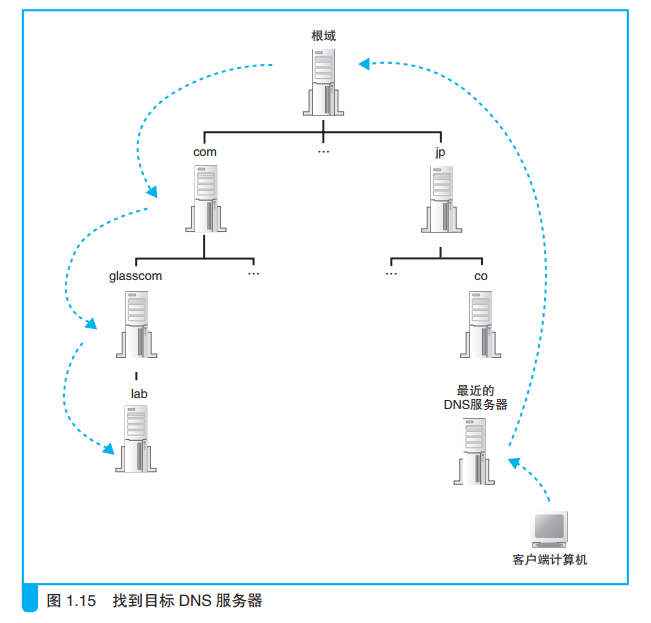 根域
com
…
jp
glasscom
…
…
co
lab
最近的
DNS服务器
客户端计算机
图 1.15 找到目标 DNS 服务器